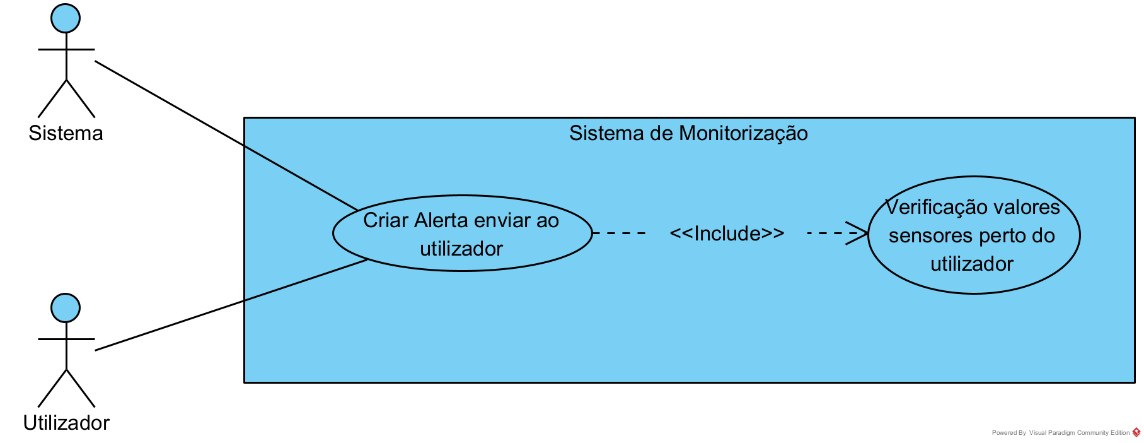 Sistema
Sistema de Monitorização
Criar Alerta enviar ao
utilizador
<<Include>>
Verificação valores
sensores perto do
utilizador
Utilizador
Powered By Visual Paradigm Community Edition